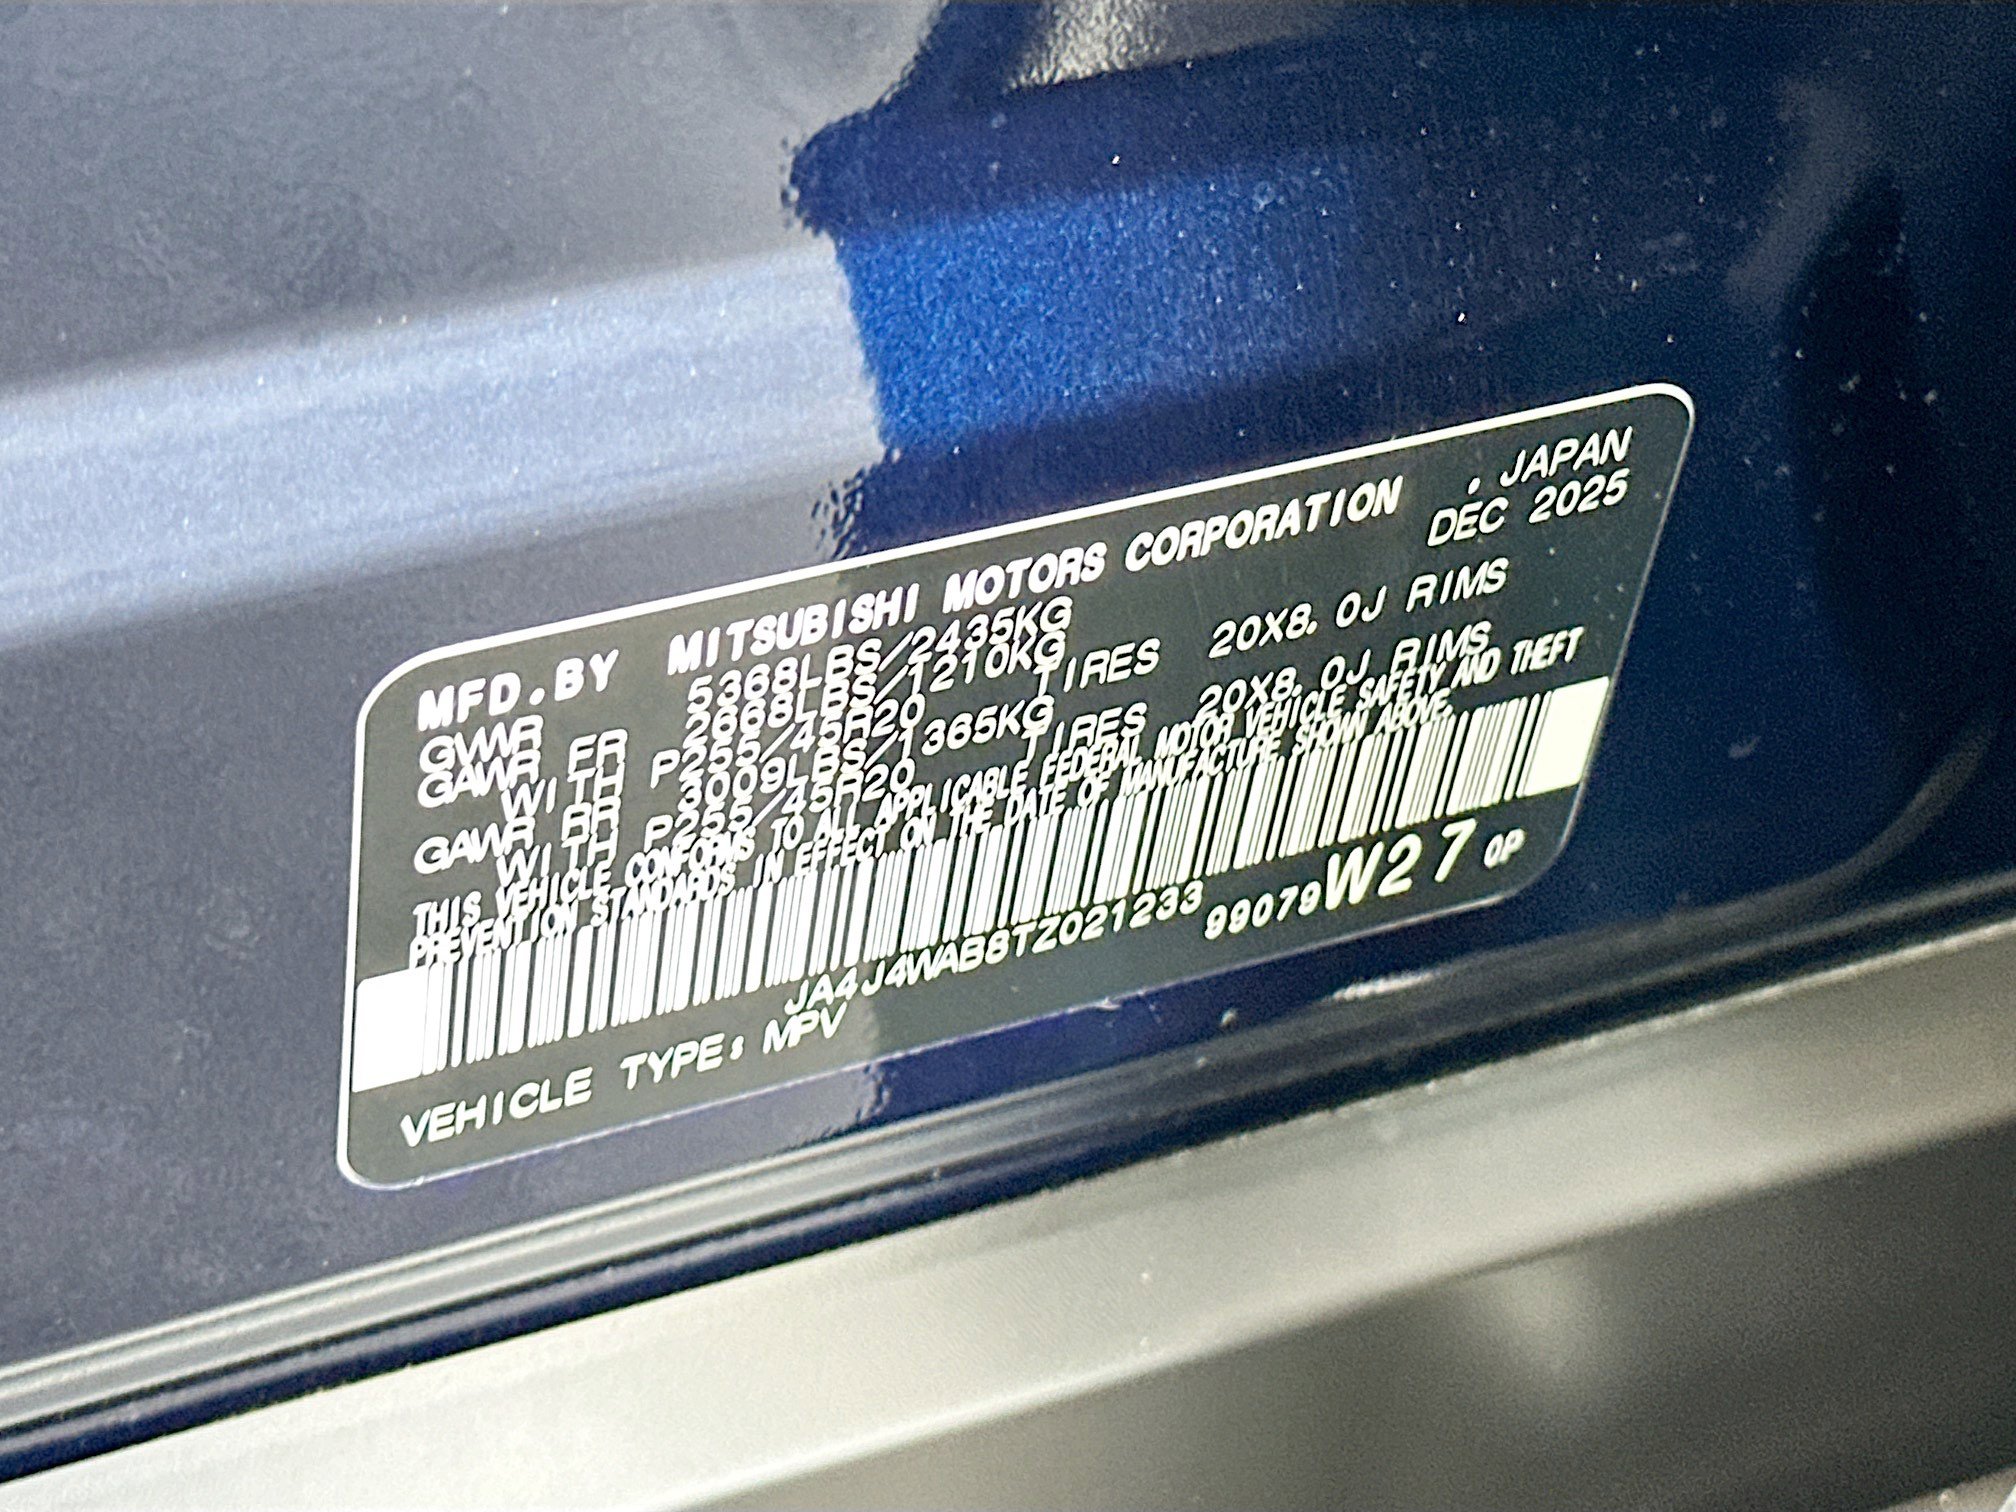 MFD.BY MITSUBISHI MOTORS CORPORATION , JAPAN
GVWR 5368LBS/2435KG DEC 2025
GAWR FR 2668LBS/1210KG
WITH P255/45R20 TIRES 20X8.0J RIMS
GAWR RR 3009LBS/1365KG
WITH P255/45R20 TIRES 20X8.0J RIMS
THIS VEHICLE CONFORMS TO ALL APPLICABLE FEDERAL MOTOR VEHICLE SAFETY AND THEFT
PREVENTION STANDARDS IN EFFECT ON THE DATE OF MANUFACTURE SHOWN ABOVE.
JA4J4WAB8TZ021233
99079W27 QP
VEHICLE TYPE: MPV